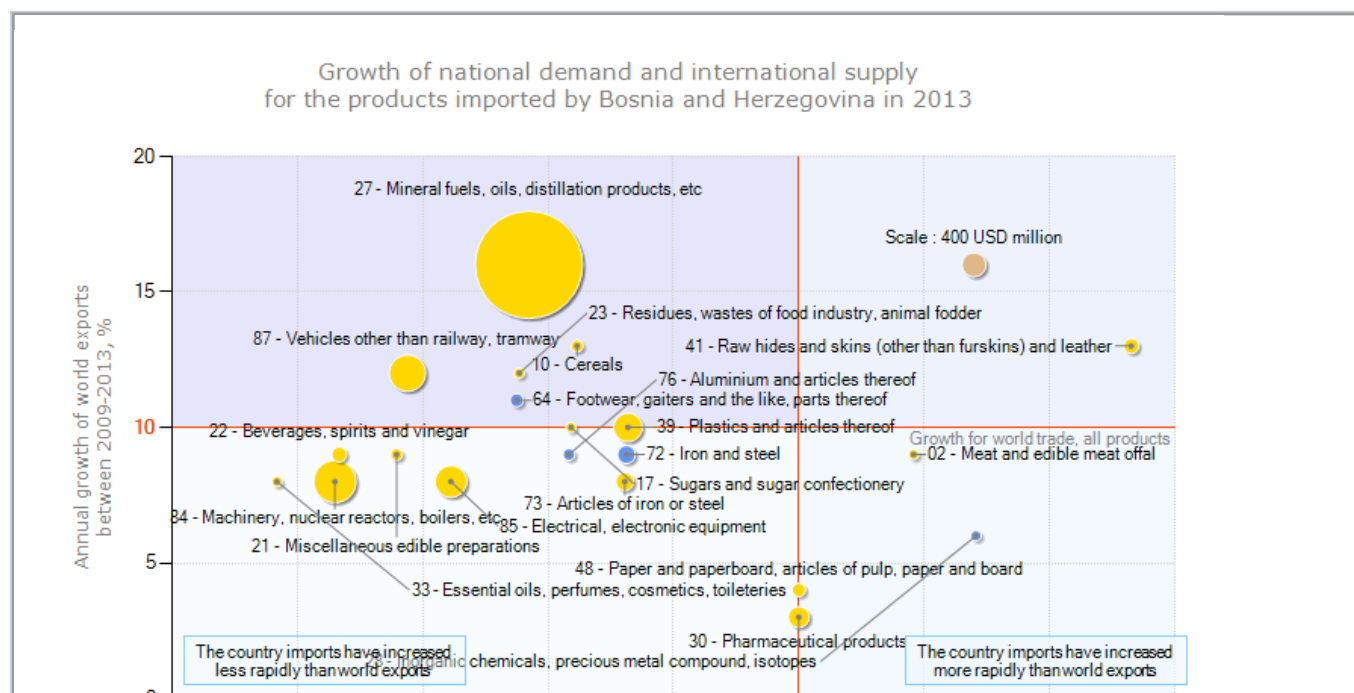 Growth of national demand and international supply
for the products imported by Bosnia and Herzegovina in 2013
20
27 - Mineral fuels, oils, distillation products, etc
Scale : 400 USD million
15
Annual growth of world exports
between 2009-2013, %
23 - Residues, wastes of food industry, animal fodder
87 - Vehicles other than railway, tramway
41 - Raw hides and skins (other than furskins) and leather
10 - Cereals
76 - Aluminium and articles thereof
64 - Footwear, gaiters and the like, parts thereof
10
39 - Plastics and articles thereof
22 - Beverages, spirits and vinegar
Growth for world trade, all products
72 - Iron and steel
02 - Meat and edible meat offal
17 - Sugars and sugar confectionery
73 - Articles of iron or steel
84 - Machinery, nuclear reactors, boilers, etc
85 - Electrical, electronic equipment
21 - Miscellaneous edible preparations
5
48 - Paper and paperboard, articles of pulp, paper and board
33 - Essential oils, perfumes, cosmetics, toileteries
30 - Pharmaceutical products
The country imports have increased
less rapidly than world exports
28 - Inorganic chemicals, precious metal compound, isotopes
The country imports have increased
more rapidly than world exports